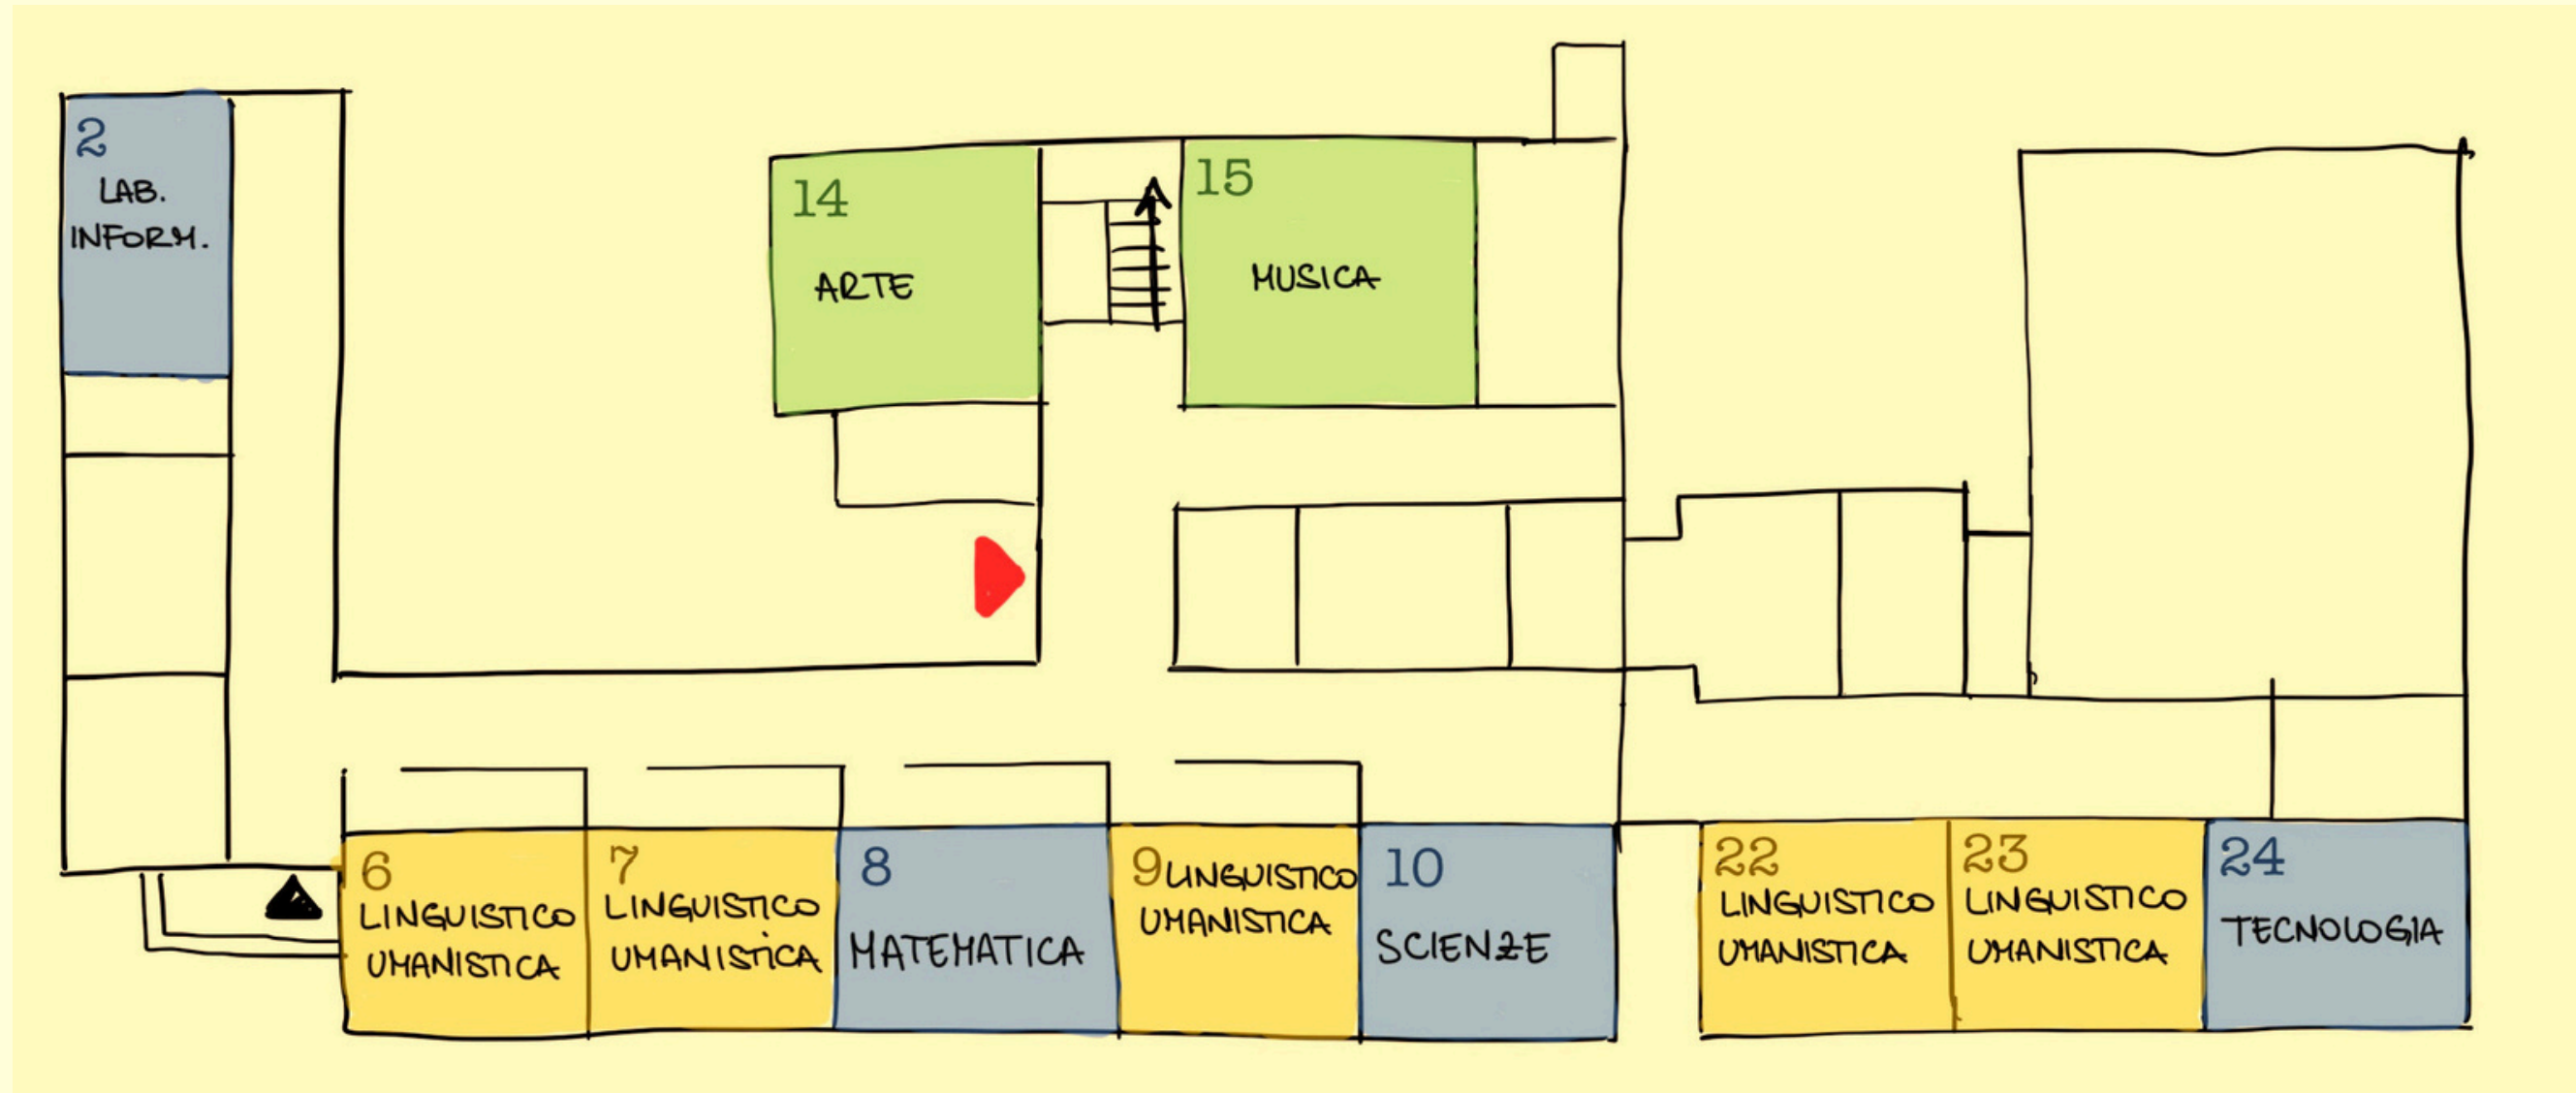 2
LAB.
INFORM.
14
ARTE
15
MUSICA
6
LINGUISTICO
UMANISTICA
7
LINGUISTICO
UMANISTICA
8
MATEMATICA
9 LINGUISTICO
UMANISTICA
10
SCIENZE
22
LINGUISTICO
UMANISTICA
23
LINGUISTICO
UMANISTICA
24
TECNOLOGIA